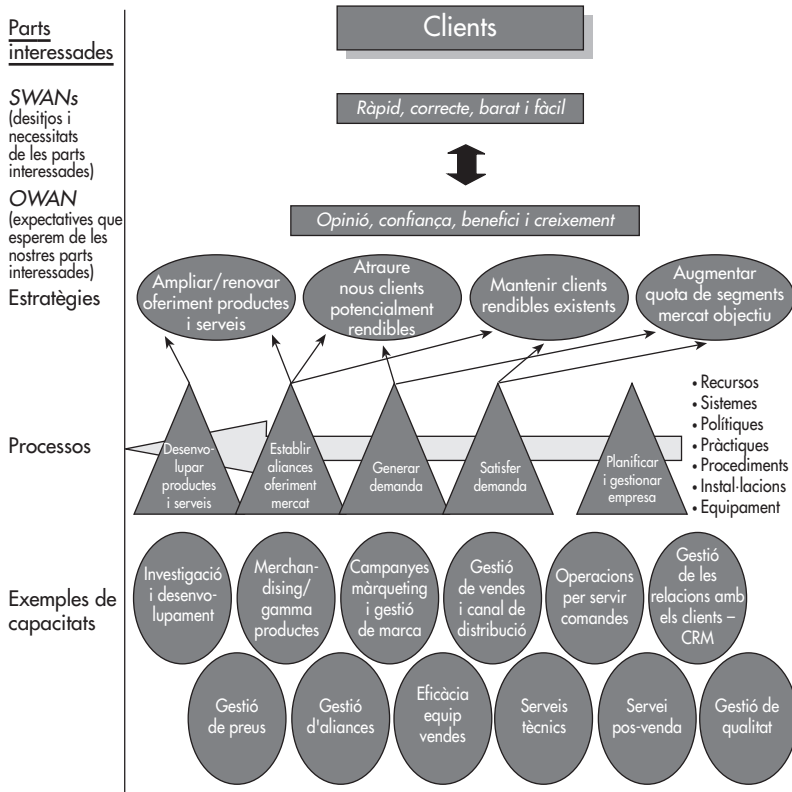 Parts
interessades
Clients
SWANs
(desitjos i
necessitats
de les parts
interessades)
Ràpid, correcte, barat i fàcil
OWAN
(expectatives que
esperem de les
nostres parts
interessades)
Opinió, confiança, benefici i creixement
Estratègies
Ampliar/renovar
oferiment productes
i serveis
Atraure
nous clients
potencialment
rendibles
Mantenir clients
rendibles existents
Augmentar
quota de segments
mercat objectiu
Processos
Desenvo-
lupar
productes
i serveis
Establir
aliances
oferiment
mercat
Generar
demanda
Satisfer
demanda
Planificar
i gestionar
empresa
• Recursos
• Sistemes
• Polítiques
• Pràctiques
• Procediments
• Instal·lacions
• Equipament
Exemples de
capacitats
Investigació
i desenvo-
lupament
Merchan-
dising/
gamma
productes
Campanyes
màrqueting
i gestió
de marca
Gestió
de vendes
i canal de
distribució
Operacions
per servir
comandes
Gestió
de les
relacions amb
els clients –
CRM
Gestió
de preus
Gestió
d'aliances
Eficàcia
equip
vendes
Serveis
tècnics
Servei
pos-venda
Gestió de
qualitat